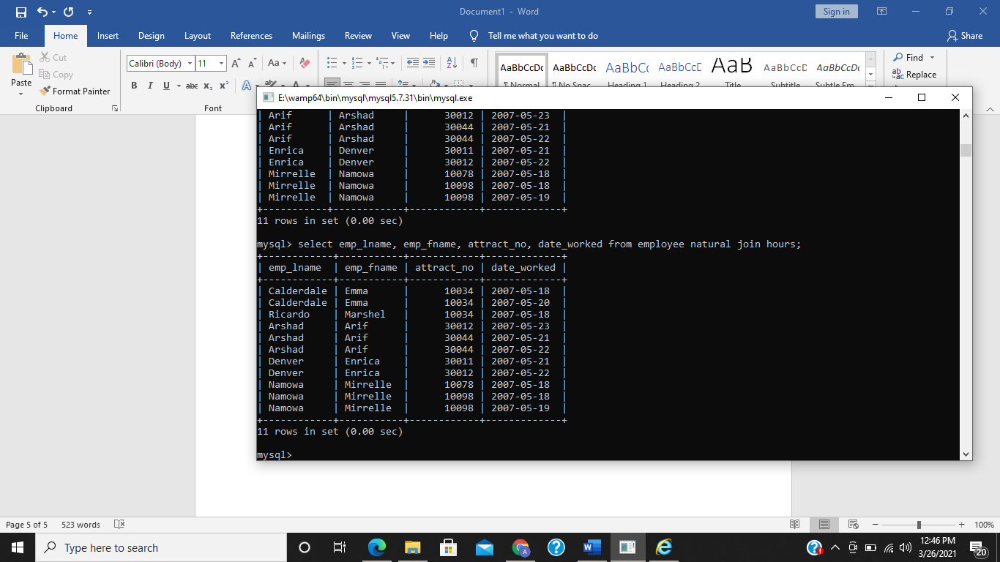 Document1 - Word
Sign in
File Home Insert Design Layout References Mailings Review View Help Tell me what you want to do Share
Paste
Cut
Copy
Format Painter
Clipboard
Calibri (Body) 11
Aa
B I U abc x₂ x²
Font
AaBbCcDc AaBbCcDc AaBbCc AaBbCcD AaB AaBbCcD AaBbCcDc
¶ Normal ¶ No Spac... Heading 1 Heading 2 Title Subtitle Subtle Em...
Find
Replace
E:\wamp64\bin\mysql\mysql5.7.31\bin\mysql.exe
| Arif | Arshad | 30012 | 2007-05-23 |
| Arif | Arshad | 30044 | 2007-05-21 |
| Arif | Arshad | 30044 | 2007-05-22 |
| Enrica | Denver | 30011 | 2007-05-21 |
| Enrica | Denver | 30012 | 2007-05-22 |
| Mirrelle | Namowa | 10078 | 2007-05-18 |
| Mirrelle | Namowa | 10098 | 2007-05-18 |
| Mirrelle | Namowa | 10098 | 2007-05-19 |
+-----------+------------+------------+-------------+
11 rows in set (0.00 sec)
mysql> select emp_lname, emp_fname, attract_no, date_worked from employee natural join hours;
+------------+-----------+------------+-------------+
| emp_lname | emp_fname | attract_no | date_worked |
+------------+-----------+------------+-------------+
| Calderdale | Emma | 10034 | 2007-05-18 |
| Calderdale | Emma | 10034 | 2007-05-20 |
| Ricardo | Marshel | 10034 | 2007-05-18 |
| Arshad | Arif | 30012 | 2007-05-23 |
| Arshad | Arif | 30044 | 2007-05-21 |
| Arshad | Arif | 30044 | 2007-05-22 |
| Denver | Enrica | 30011 | 2007-05-21 |
| Denver | Enrica | 30012 | 2007-05-22 |
| Namowa | Mirrelle | 10078 | 2007-05-18 |
| Namowa | Mirrelle | 10098 | 2007-05-18 |
| Namowa | Mirrelle | 10098 | 2007-05-19 |
+------------+-----------+------------+-------------+
11 rows in set (0.00 sec)
mysql>
Page 5 of 5 523 words 100%
Type here to search
12:46 PM
3/26/2021
20